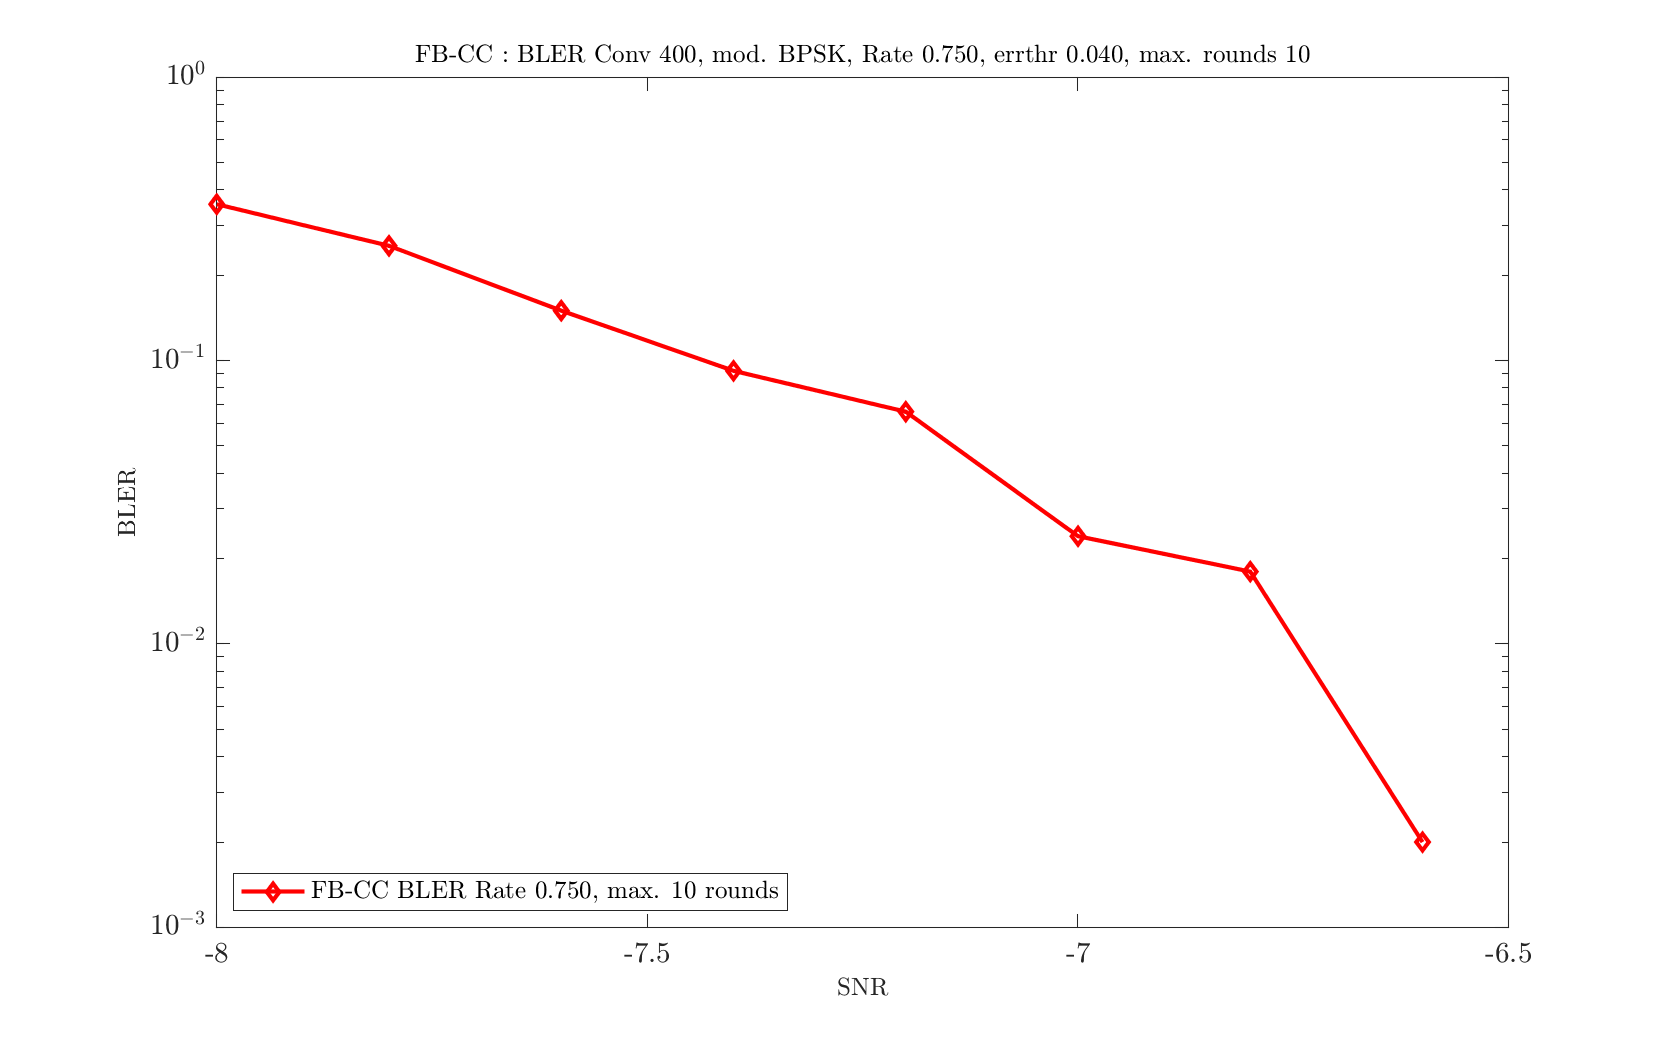 FB-CC : BLER Conv 400, mod. BPSK, Rate 0.750, errthr 0.040, max. rounds 10
10⁰
10⁻¹
10⁻²
10⁻³
BLER
FB-CC BLER Rate 0.750, max. 10 rounds
-8 -7.5 -7 -6.5
SNR